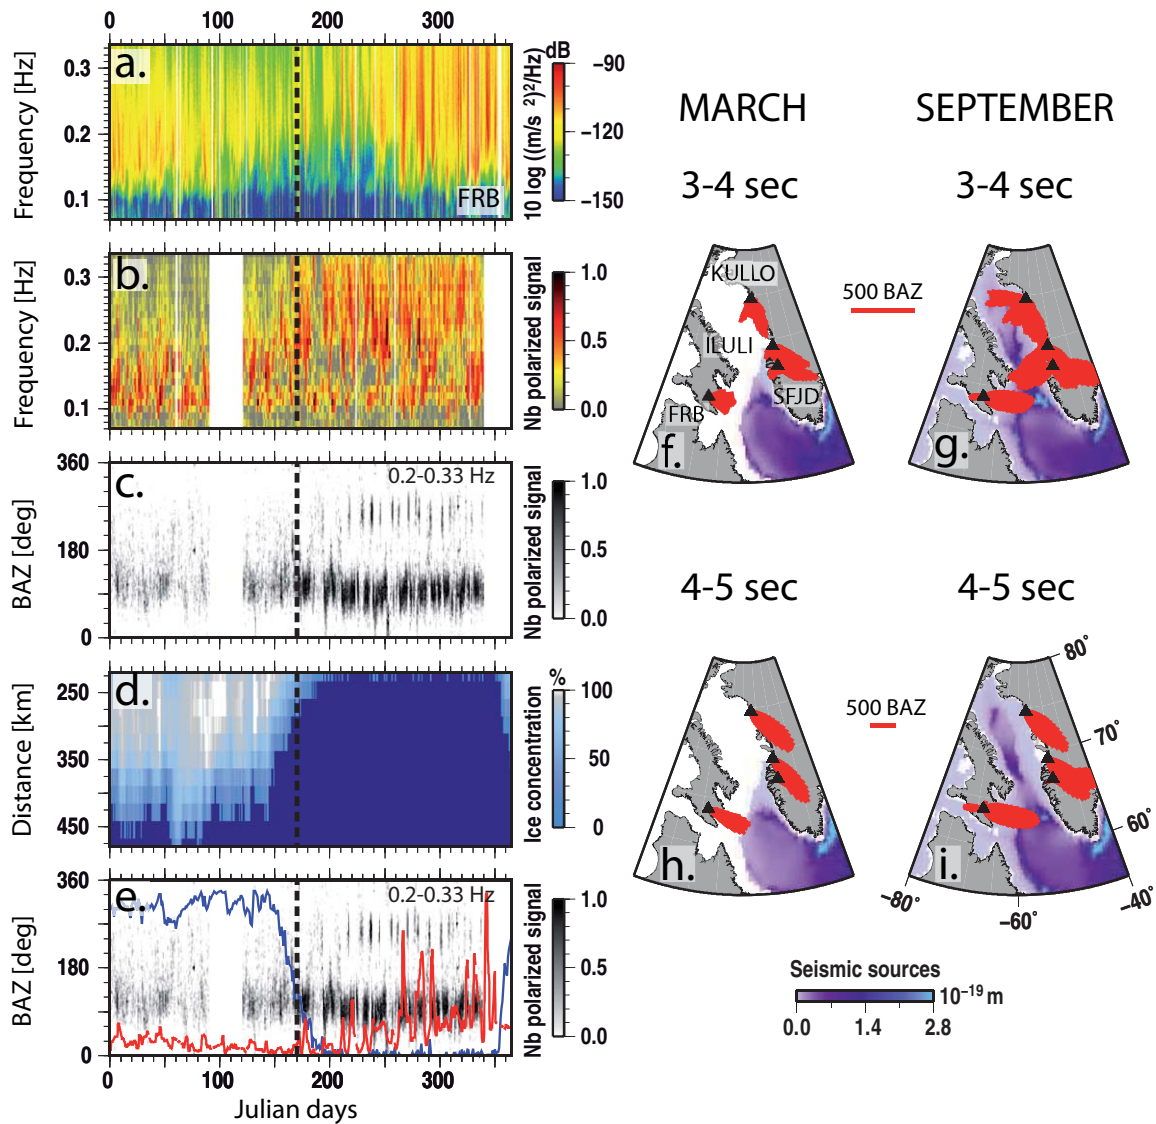 0 100 200 300
a.
Frequency [Hz]
0.3
0.2
0.1
FRB
dB
−90
−120
−150
10 log ((m/s 2)²/Hz)
b.
Frequency [Hz]
0.3
0.2
0.1
Nb polarized signal
1.0
0.5
0.0
c.
0.2-0.33 Hz
BAZ [deg]
360
180
0
Nb polarized signal
1.0
0.5
0.0
d.
Distance [km]
250
350
450
%
100
50
0
Ice concentration
e.
0.2-0.33 Hz
BAZ [deg]
360
180
0
Nb polarized signal
1.0
0.5
0.0
0 100 200 300
Julian days
MARCH SEPTEMBER
3-4 sec 3-4 sec
KULLO
ILULI
SFJD
FRB
f.
500 BAZ
g.
4-5 sec 4-5 sec
h.
500 BAZ
i.
80°
70°
60°
−80°
−60°
−40°
Seismic sources
10⁻¹⁹ m
0.0 1.4 2.8